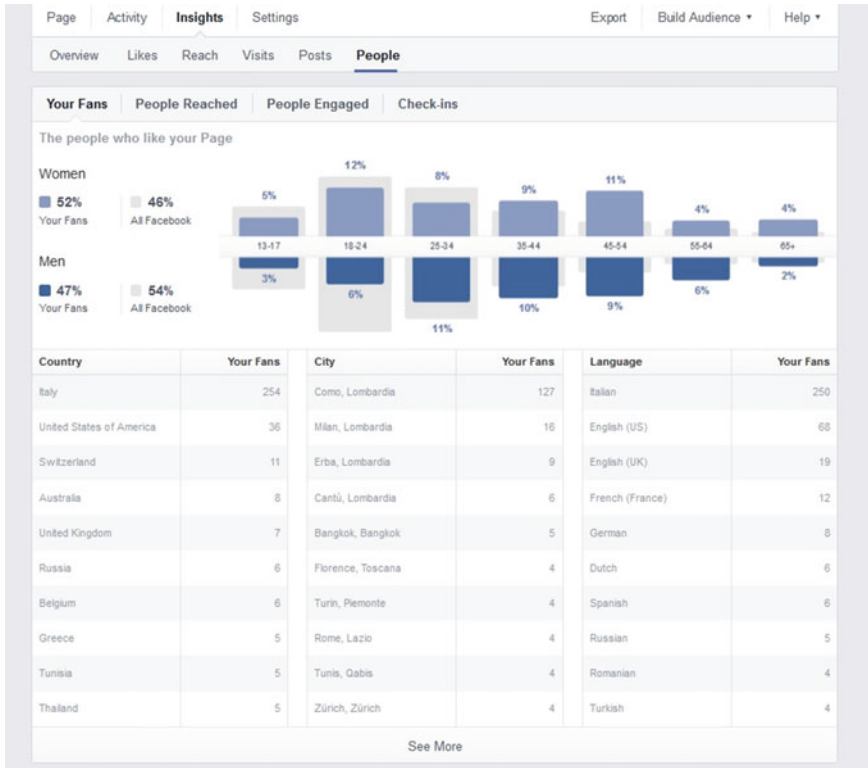 Page Activity Insights Settings Export Build Audience Help
Overview Likes Reach Visits Posts People
Your Fans People Reached People Engaged Check-ins
The people who like your Page
Women
52% 46%
Your Fans All Facebook
5% 12% 8% 9% 11% 4% 4%
13-17 18-24 25-34 35-44 45-54 55-64 65+
Men
47% 54%
Your Fans All Facebook
3% 6% 11% 10% 9% 6% 2%
Country Your Fans City Your Fans Language Your Fans
Italy 254 Como, Lombardia 127 Italian 250
United States of America 36 Milan, Lombardia 16 English (US) 68
Switzerland 11 Erba, Lombardia 9 English (UK) 19
Australia 8 Cantù, Lombardia 6 French (France) 12
United Kingdom 7 Bangkok, Bangkok 5 German 8
Russia 6 Florence, Toscana 4 Dutch 6
Belgium 6 Turin, Piemonte 4 Spanish 6
Greece 5 Rome, Lazio 4 Russian 5
Tunisia 5 Tunis, Qabis 4 Romanian 4
Thailand 5 Zürich, Zürich 4 Turkish 4
See More